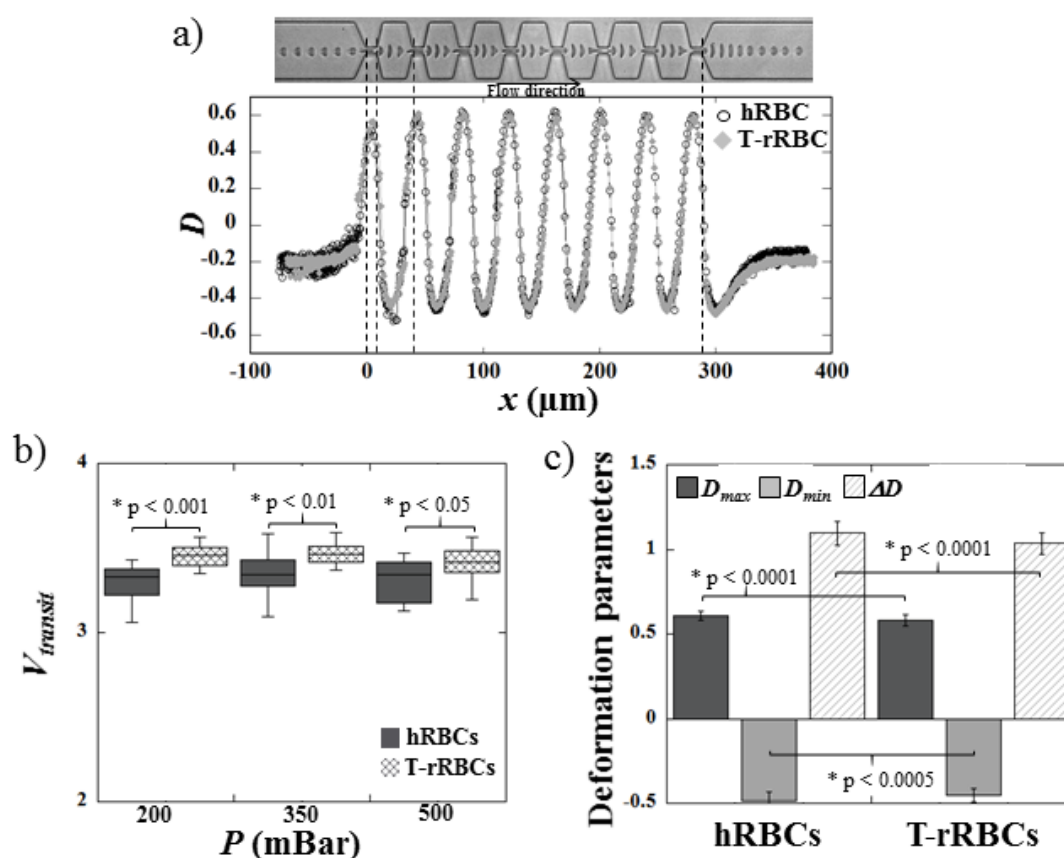 a)
Flow direction
0.6
0.4
0.2
0
-0.2
-0.4
-0.6
D
hRBC
T-rRBC
-100 0 100 200 300 400
x (μm)
b)
4
3
2
V transit
* p < 0.001
* p < 0.01
* p < 0.05
hRBCs
T-rRBCs
200 350 500
P (mBar)
c)
1.5
1
0.5
0
-0.5
Deformation parameters
Dmax Dmin ΔD
* p < 0.0001
* p < 0.0001
* p < 0.0005
hRBCs T-rRBCs